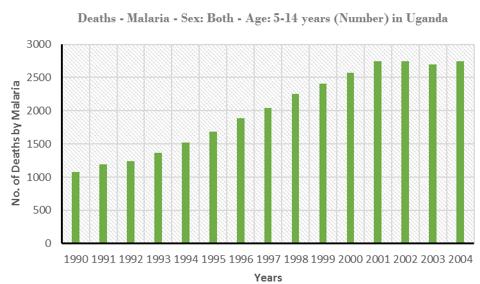 Deaths - Malaria - Sex: Both - Age: 5-14 years (Number) in Uganda
3000
2500
2000
1500
1000
500
0
No. of Deaths by Malaria
1990 1991 1992 1993 1994 1995 1996 1997 1998 1999 2000 2001 2002 2003 2004
Years